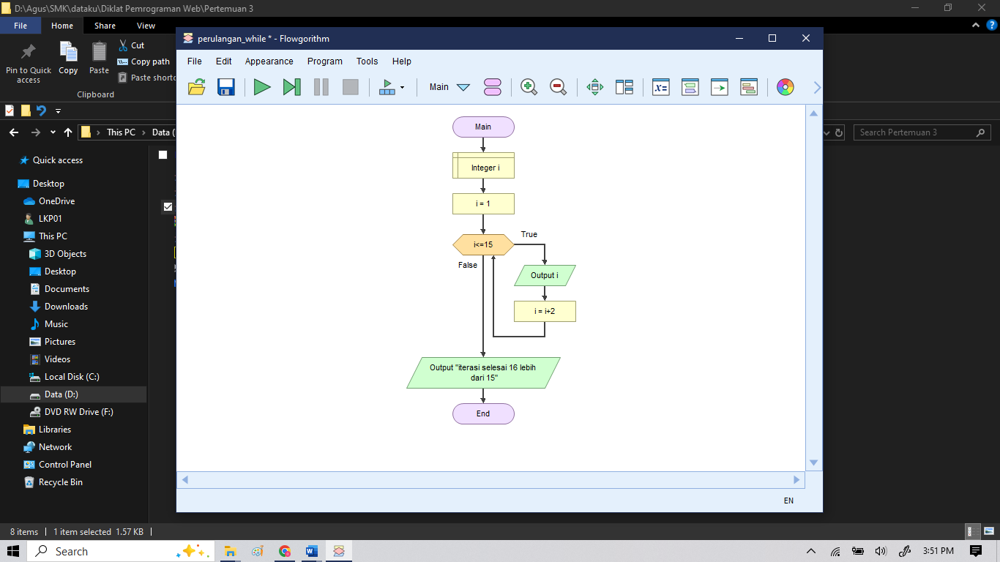 D:\Agus\SMK\dataku\Diklat Pemrograman Web\Pertemuan 3
File Home Share View
Pin to Quick access
Copy
Paste
Cut
Copy path
Paste shortc
Clipboard
This PC > Data (
Search Pertemuan 3
Quick access
Desktop
OneDrive
LKP01
This PC
3D Objects
Desktop
Documents
Downloads
Music
Pictures
Videos
Local Disk (C:)
Data (D:)
DVD RW Drive (F:)
Libraries
Network
Control Panel
Recycle Bin
8 items 1 item selected 1.57 KB
perulangan_while * - Flowgorithm
File Edit Appearance Program Tools Help
Main
Main
Integer i
i = 1
i<=15
True
False
Output i
i = i+2
Output "iterasi selesai 16 lebih
dari 15"
End
EN
Search
3:51 PM